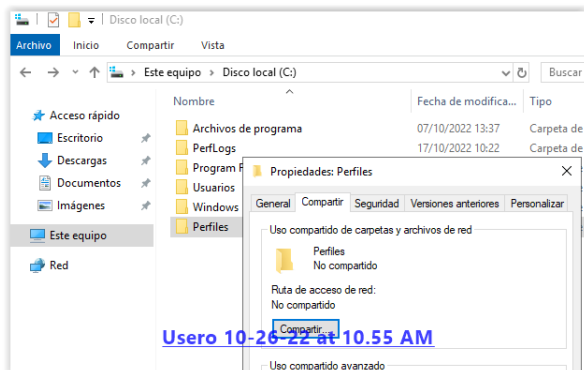 Disco local (C:)
Archivo Inicio Compartir Vista
Este equipo > Disco local (C:) Buscar
Nombre Fecha de modifica... Tipo
Acceso rápido
Escritorio
Descargas
Documentos
Imágenes
Este equipo
Red
Archivos de programa 07/10/2022 13:37 Carpeta de
PerfLogs 17/10/2022 10:22 Carpeta de
Program F
Usuarios
Windows
Perfiles
Propiedades: Perfiles
General Compartir Seguridad Versiones anteriores Personalizar
Uso compartido de carpetas y archivos de red
Perfiles
No compartido
Ruta de acceso de red:
No compartido
Compartir...
Usero 10-26-22 at 10.55 AM
Uso compartido avanzado